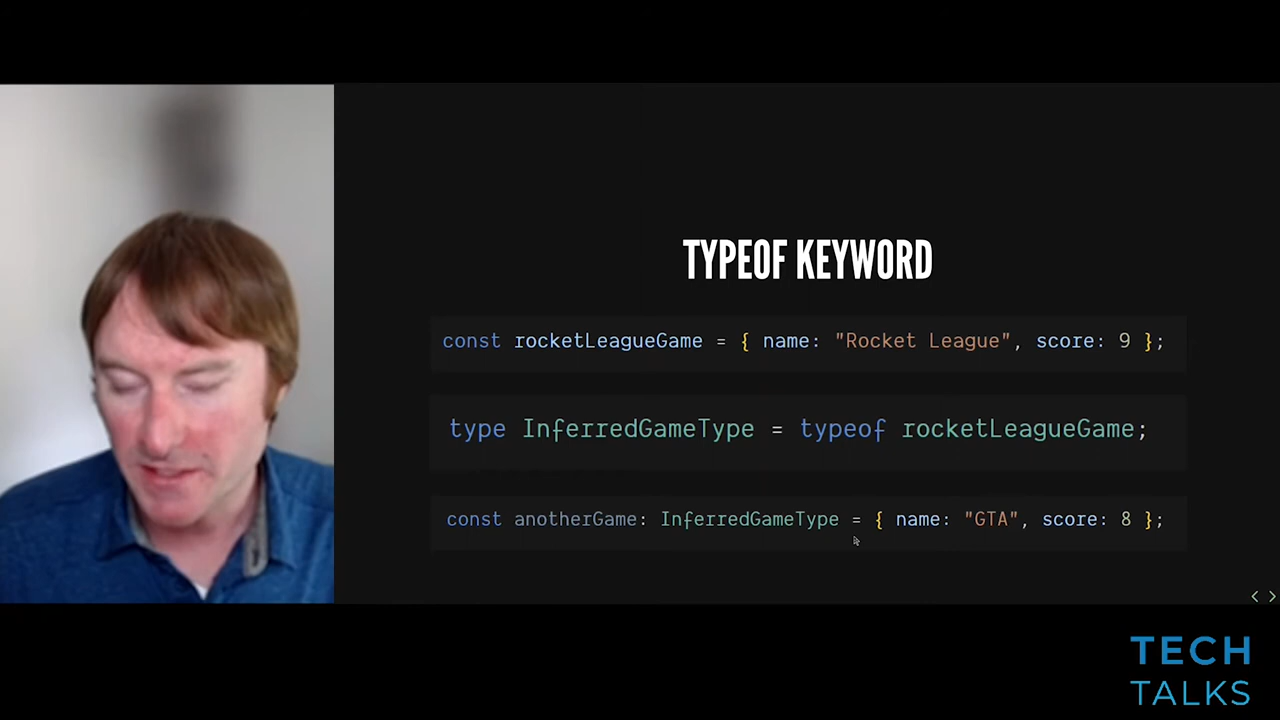 TYPEOF KEYWORD
const rocketLeagueGame = { name: "Rocket League", score: 9 };
type InferredGameType = typeof rocketLeagueGame;
const anotherGame: InferredGameType = { name: "GTA", score: 8 };
< >
TECH
TALKS